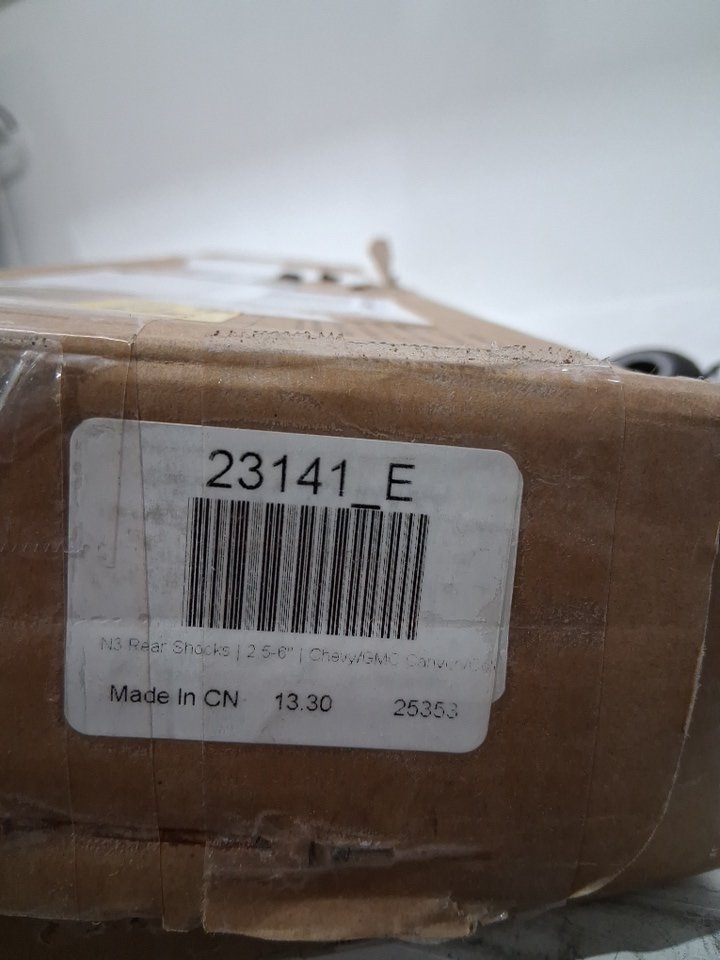 23141_E
N3 Rear Shocks | 2.5-6" | Chevy/GMC
Made In CN 13.30 25353